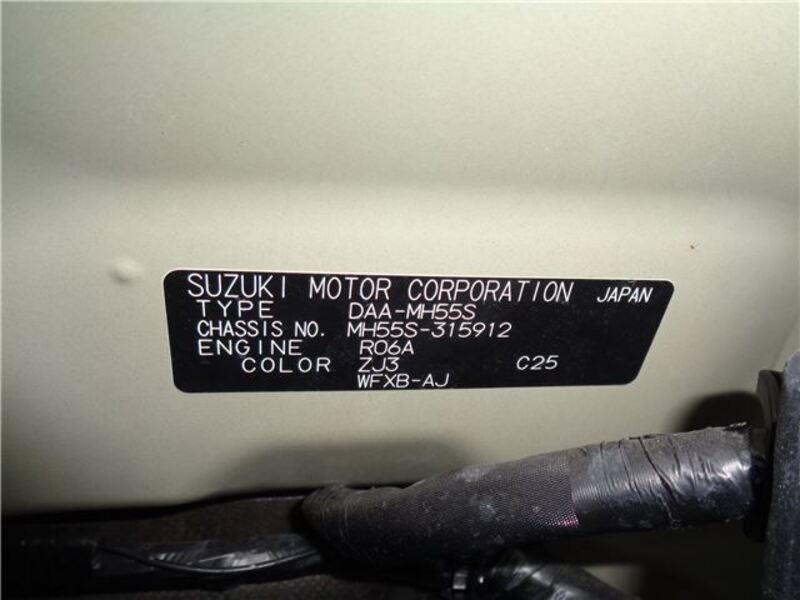 SUZUKI MOTOR CORPORATION JAPAN
TYPE DAA-MH55S
CHASSIS NO. MH55S-315912
ENGINE R06A
COLOR ZJ3 C25
WFXB-AJ